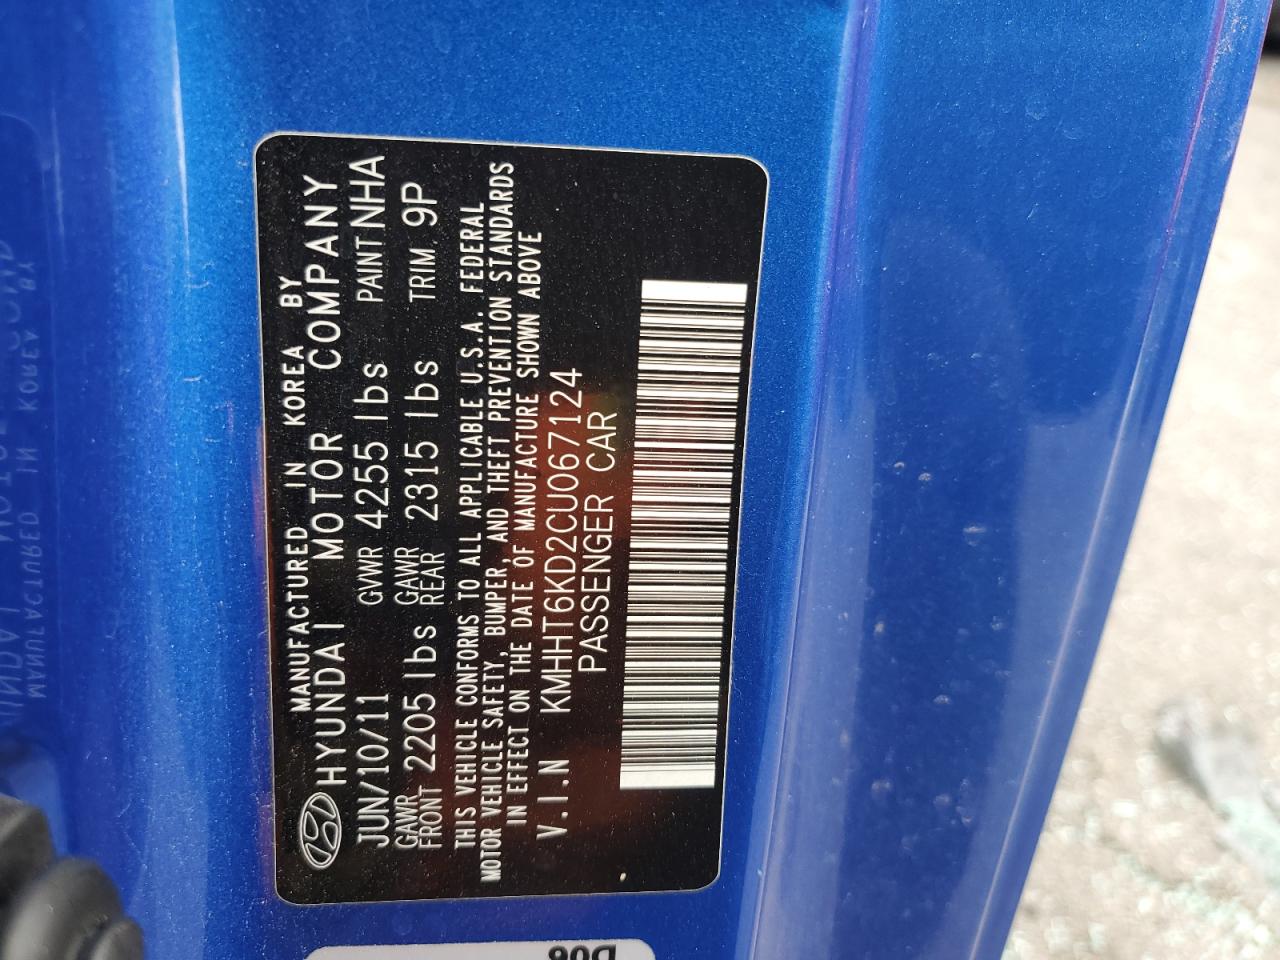 MANUFACTURED IN KOREA BY
HYUNDAI MOTOR COMPANY
JUN/10/11 GVWR 4255 lbs PAINT NHA
GAWR FRONT 2205 lbs GAWR REAR 2315 lbs TRIM. 9P
THIS VEHICLE CONFORMS TO ALL APPLICABLE U.S.A. FEDERAL
MOTOR VEHICLE SAFETY, BUMPER, AND THEFT PREVENTION STANDARDS
IN EFFECT ON THE DATE OF MANUFACTURE SHOWN ABOVE
V.I.N KMHHT6KD2CU067124
PASSENGER CAR
D06